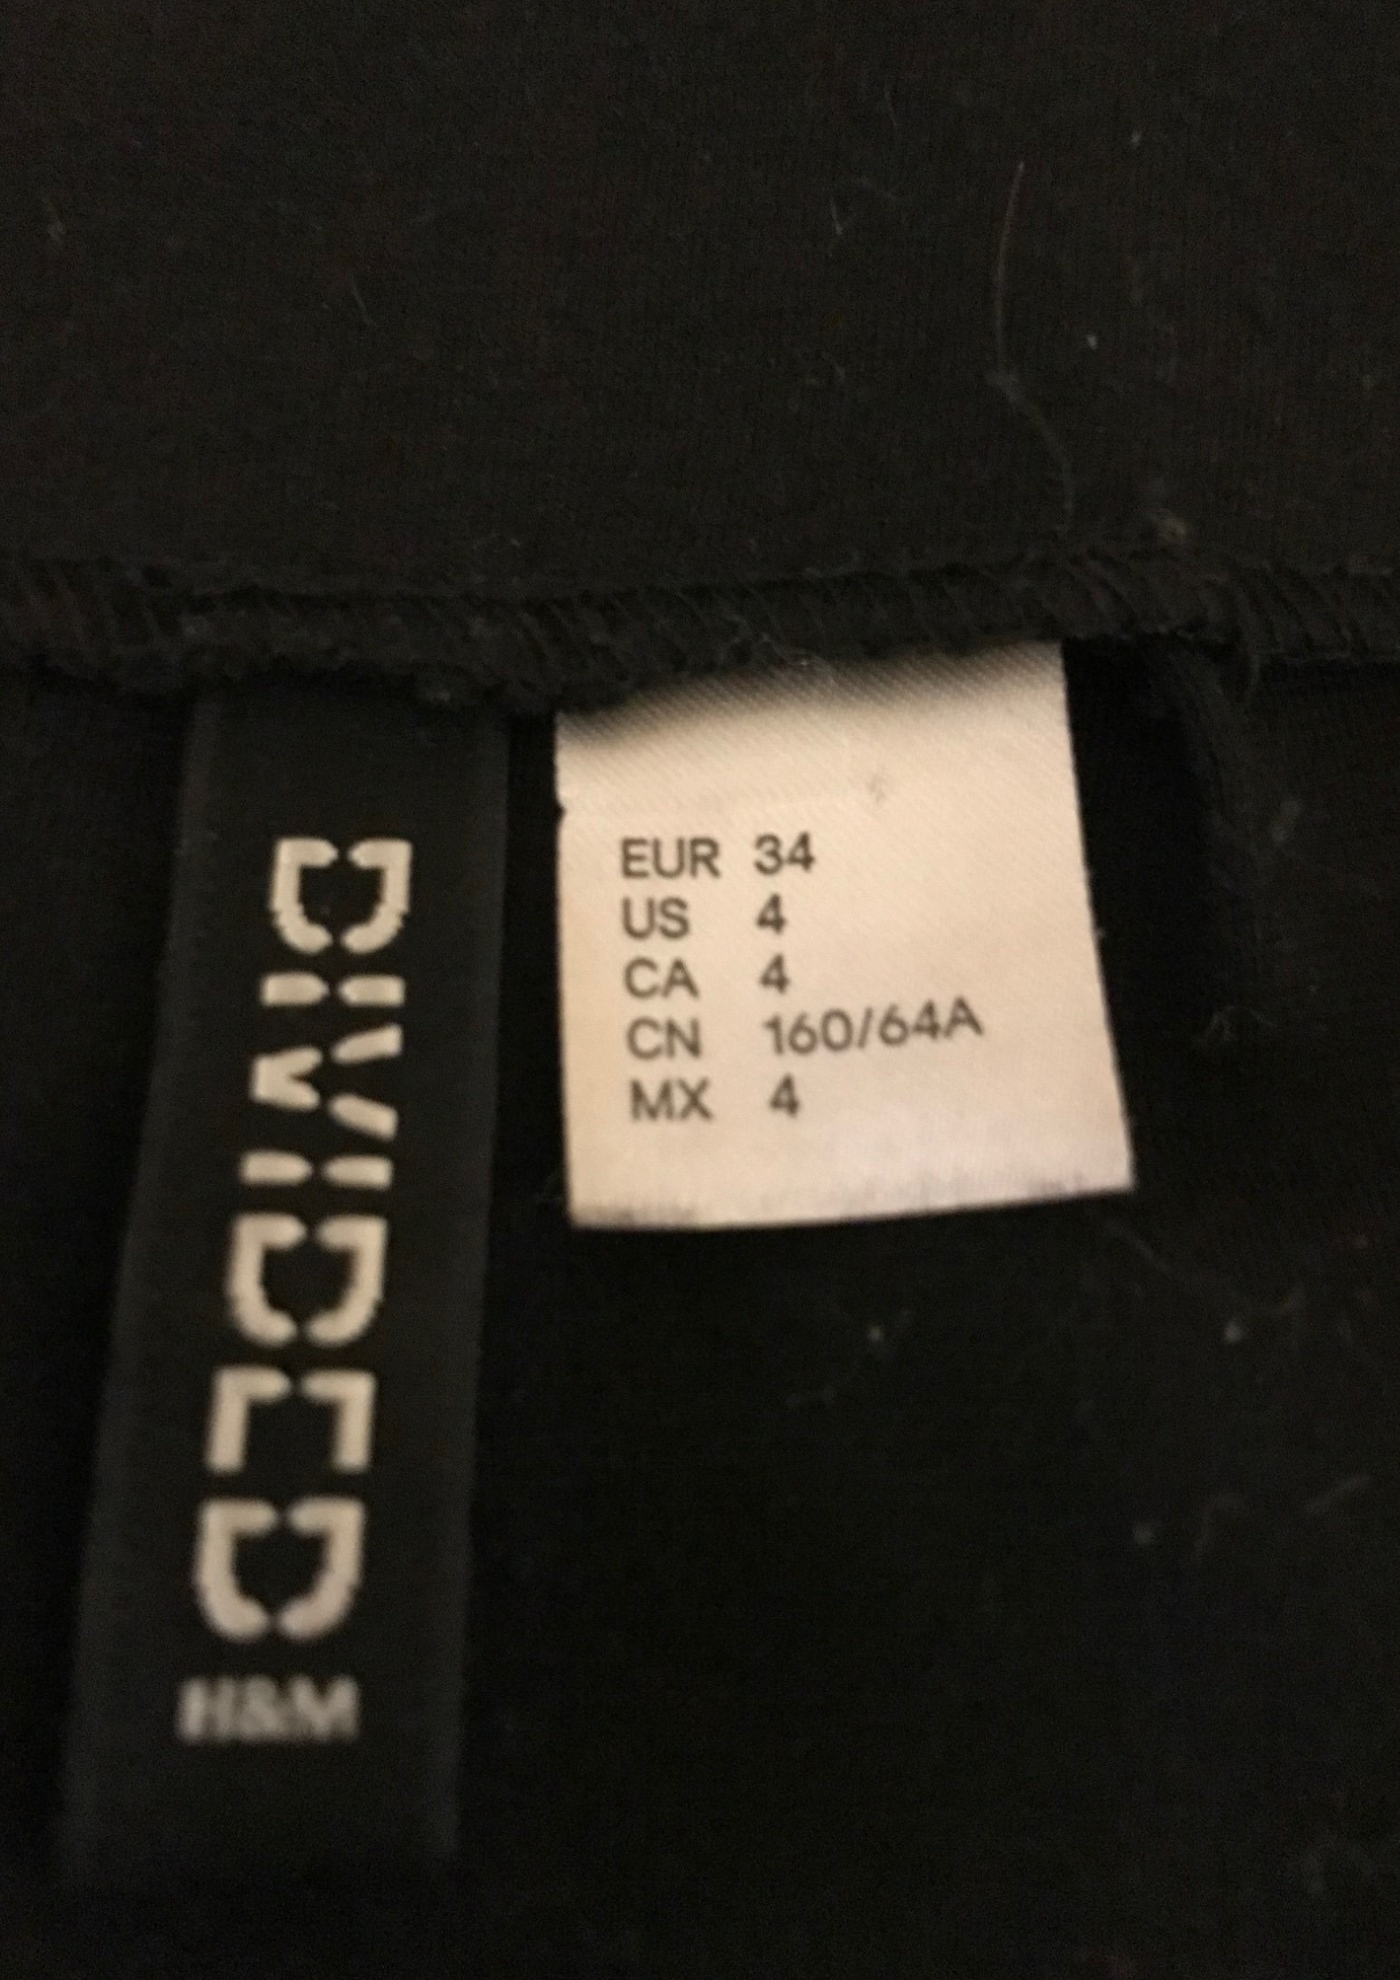 DIVIDED
H&M
EUR 34
US 4
CA 4
CN 160/64A
MX 4